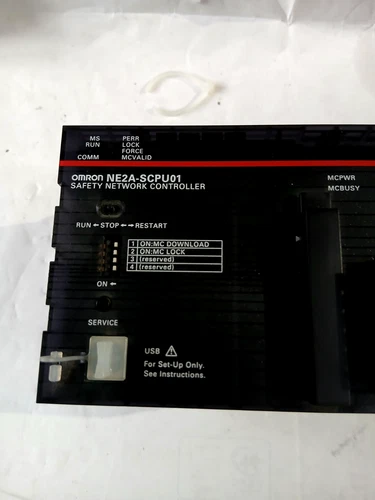 MS PERR
RUN LOCK
FORCE
COMM MCVALID
OMRON NE2A-SCPU01
SAFETY NETWORK CONTROLLER
MCPWR
MCBUSY
RUN ← STOP ←→ RESTART
1 ON:MC DOWNLOAD
2 ON:MC LOCK
3 (reserved)
4 (reserved)
ON ←
SERVICE
USB
For Set-Up Only.
See Instructions.